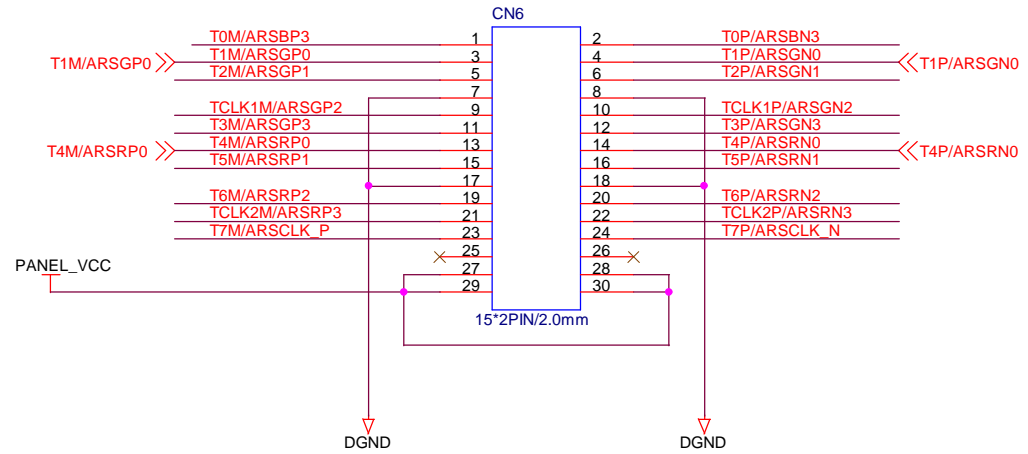 CN6
T0M/ARSBP3 1 2 T0P/ARSBN3
T1M/ARSGP0 T1M/ARSGP0 3 4 T1P/ARSGN0 T1P/ARSGN0
T2M/ARSGP1 5 6 T2P/ARSGN1
7 8
TCLK1M/ARSGP2 9 10 TCLK1P/ARSGN2
T3M/ARSGP3 11 12 T3P/ARSGN3
T4M/ARSRP0 T4M/ARSRP0 13 14 T4P/ARSRN0 T4P/ARSRN0
T5M/ARSRP1 15 16 T5P/ARSRN1
17 18
T6M/ARSRP2 19 20 T6P/ARSRN2
TCLK2M/ARSRP3 21 22 TCLK2P/ARSRN3
T7M/ARSCLK_P 23 24 T7P/ARSCLK_N
25 26
PANEL_VCC 27 28
29 30
15*2PIN/2.0mm
DGND DGND